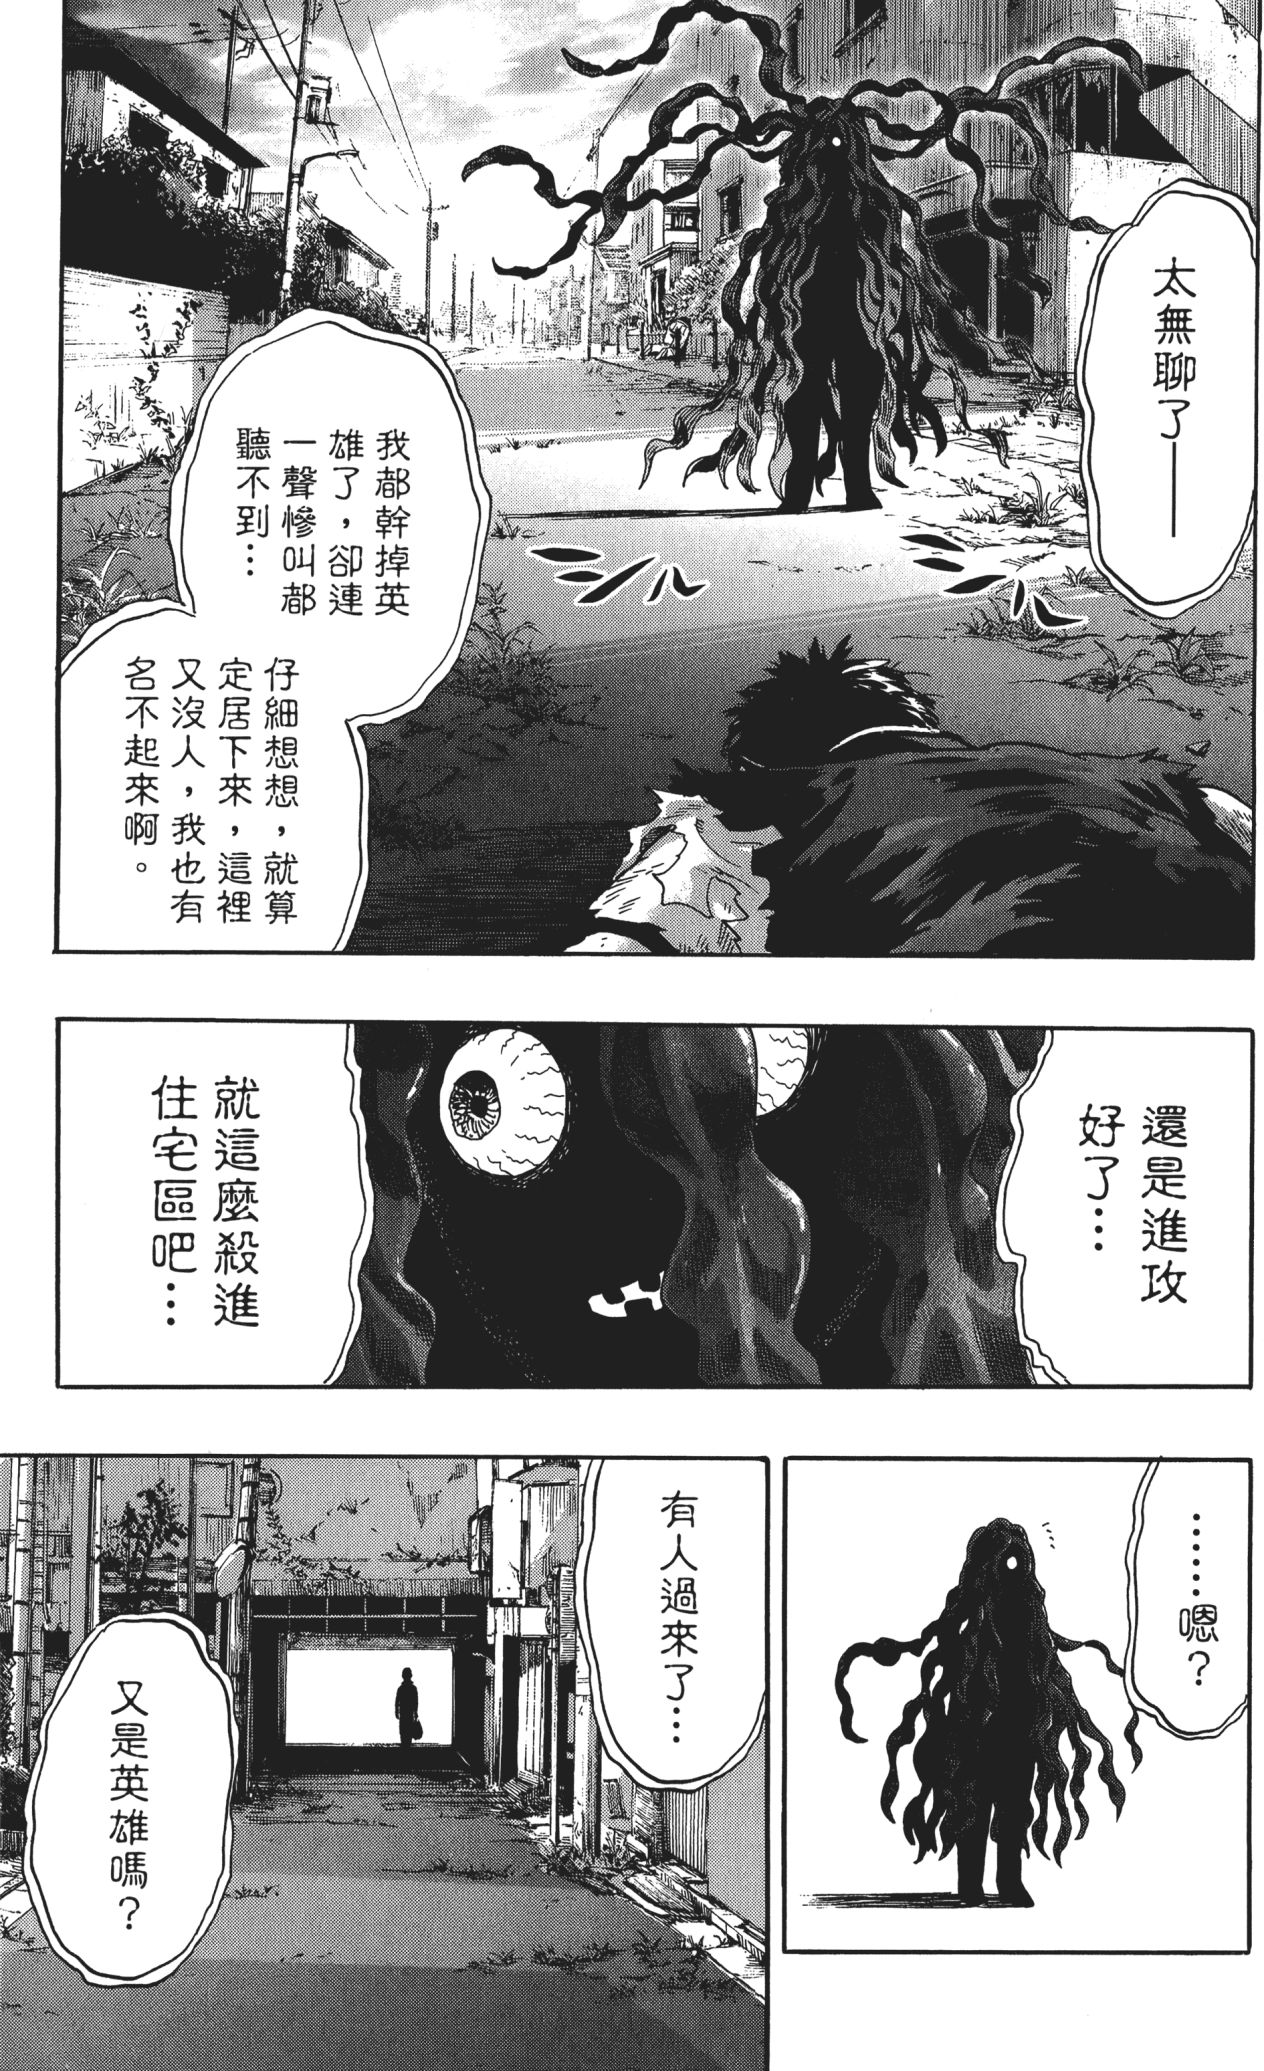 太無聊了——
我都幹掉英
雄了，卻連
一聲慘叫都
聽不到…
仔細想想，就算
定居下來，這裡
又沒人，我也有
名不起來啊。
還是進攻
好了…
就這麼殺進
住宅區吧…
……嗯？
有人過來了…
又是英雄嗎？